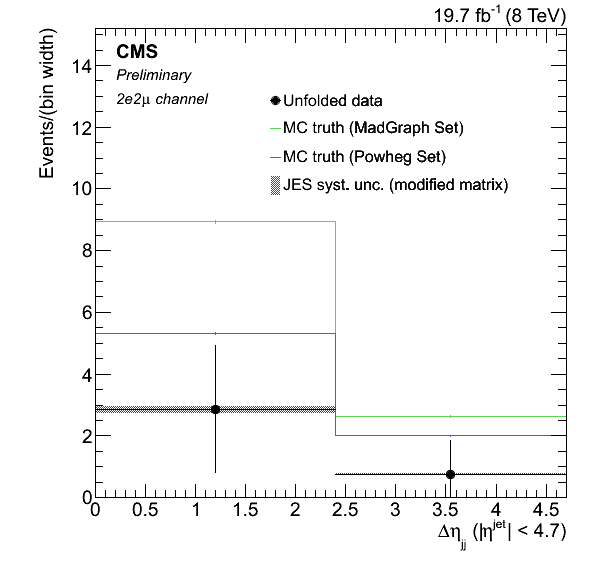 19.7 fb⁻¹ (8 TeV)
CMS
Preliminary
2e2μ channel
Unfolded data
MC truth (MadGraph Set)
MC truth (Powheg Set)
JES syst. unc. (modified matrix)
Events/(bin width)
14
12
10
8
6
4
2
0
0 0.5 1 1.5 2 2.5 3 3.5 4 4.5
Δη_jj (|η^jet| < 4.7)